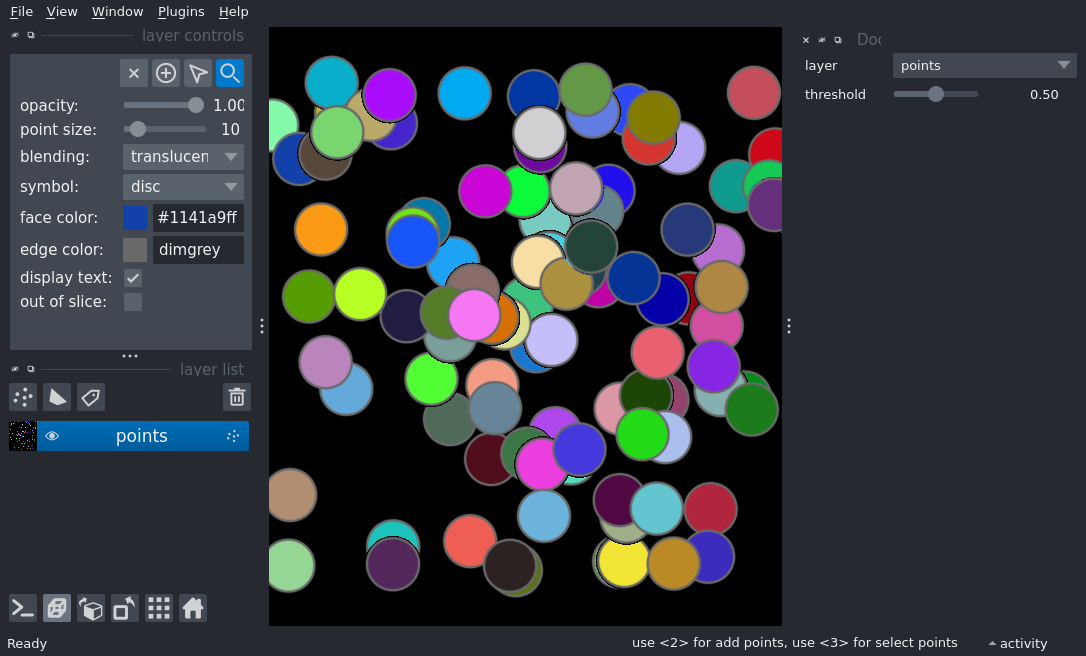 File View Window Plugins Help
layer controls
opacity: 1.00
point size: 10
blending: translucen
symbol: disc
face color: #1141a9ff
edge color: dimgrey
display text:
out of slice:
layer list
points
Doc
layer points
threshold 0.50
Ready
use <2> for add points, use <3> for select points
activity